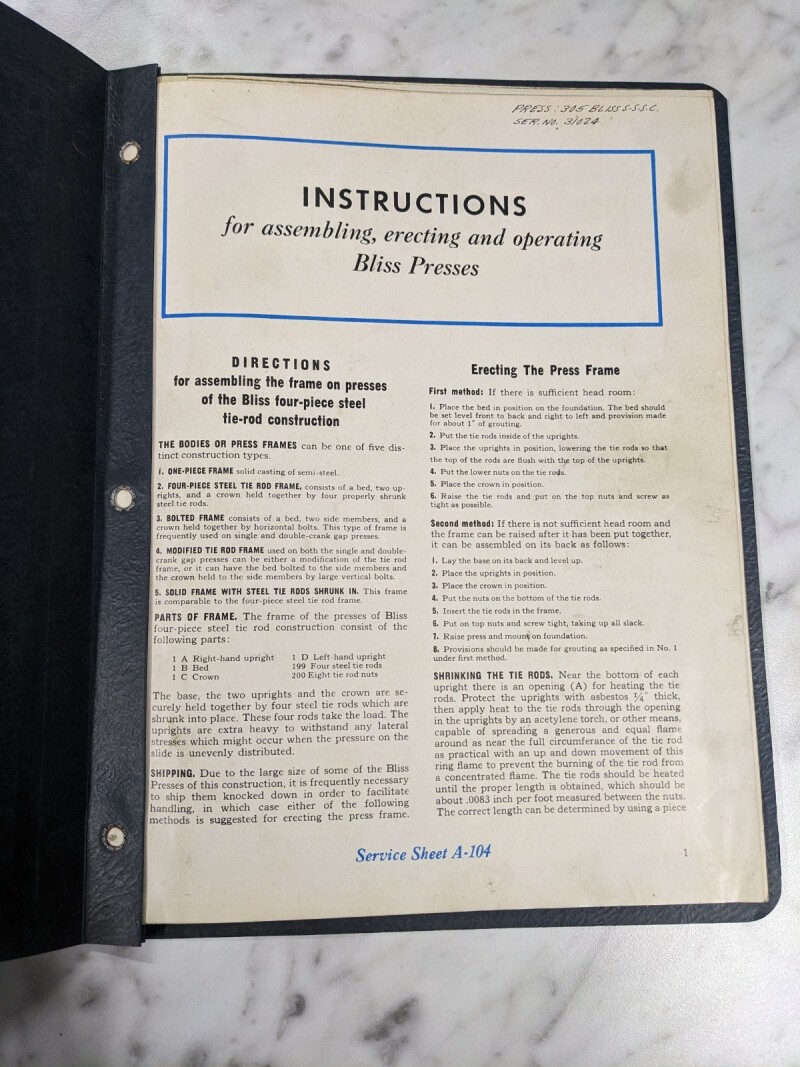 PRESS: 305 BLISS S.S.S.C.
SER. NO. 31024
INSTRUCTIONS
for assembling, erecting and operating
Bliss Presses
DIRECTIONS
for assembling the frame on presses
of the Bliss four-piece steel
tie-rod construction
THE BODIES OR PRESS FRAMES can be one of five dis-
tinct construction types.
1. ONE-PIECE FRAME solid casting of semi-steel.
2. FOUR-PIECE STEEL TIE ROD FRAME, consists of a bed, two up-
rights, and a crown held together by four properly shrunk
steel tie rods.
3. BOLTED FRAME consists of a bed, two side members, and a
crown held together by horizontal bolts. This type of frame is
frequently used on single and double-crank gap presses.
4. MODIFIED TIE ROD FRAME used on both the single and double-
crank gap presses can be either a modification of the tie rod
frame, or it can have the bed bolted to the side members and
the crown held to the side members by large vertical bolts.
5. SOLID FRAME WITH STEEL TIE RODS SHRUNK IN. This frame
is comparable to the four-piece steel tie rod frame.
PARTS OF FRAME. The frame of the presses of Bliss
four-piece steel tie rod construction consist of the
following parts:
1 A Right-hand upright
1 B Bed
1 C Crown
1 D Left-hand upright
199 Four steel tie rods
200 Eight tie rod nuts
The base, the two uprights and the crown are se-
curely held together by four steel tie rods which are
shrunk into place. These four rods take the load. The
uprights are extra heavy to withstand any lateral
stresses which might occur when the pressure on the
slide is unevenly distributed.
SHIPPING. Due to the large size of some of the Bliss
Presses of this construction, it is frequently necessary
to ship them knocked down in order to facilitate
handling, in which case either of the following
methods is suggested for erecting the press frame.
Erecting The Press Frame
First method: If there is sufficient head room:
1. Place the bed in position on the foundation. The bed should
be set level front to back and right to left and provision made
for about 1" of grouting.
2. Put the tie rods inside of the uprights.
3. Place the uprights in position, lowering the tie rods so that
the top of the rods are flush with the top of the uprights.
4. Put the lower nuts on the tie rods.
5. Place the crown in position.
6. Raise the tie rods and put on the top nuts and screw as
tight as possible.
Second method: If there is not sufficient head room and
the frame can be raised after it has been put together,
it can be assembled on its back as follows:
1. Lay the base on its back and level up.
2. Place the uprights in position.
3. Place the crown in position.
4. Put the nuts on the bottom of the tie rods.
5. Insert the tie rods in the frame.
6. Put on top nuts and screw tight, taking up all slack.
7. Raise press and mount on foundation.
8. Provisions should be made for grouting as specified in No. 1
under first method.
SHRINKING THE TIE RODS. Near the bottom of each
upright there is an opening (A) for heating the tie
rods. Protect the uprights with asbestos ¼" thick,
then apply heat to the tie rods through the opening
in the uprights by an acetylene torch, or other means,
capable of spreading a generous and equal flame
around as near the full circumferance of the tie rod
as practical with an up and down movement of this
ring flame to prevent the burning of the tie rod from
a concentrated flame. The tie rods should be heated
until the proper length is obtained, which should be
about .0083 inch per foot measured between the nuts.
The correct length can be determined by using a piece
Service Sheet A-104
1